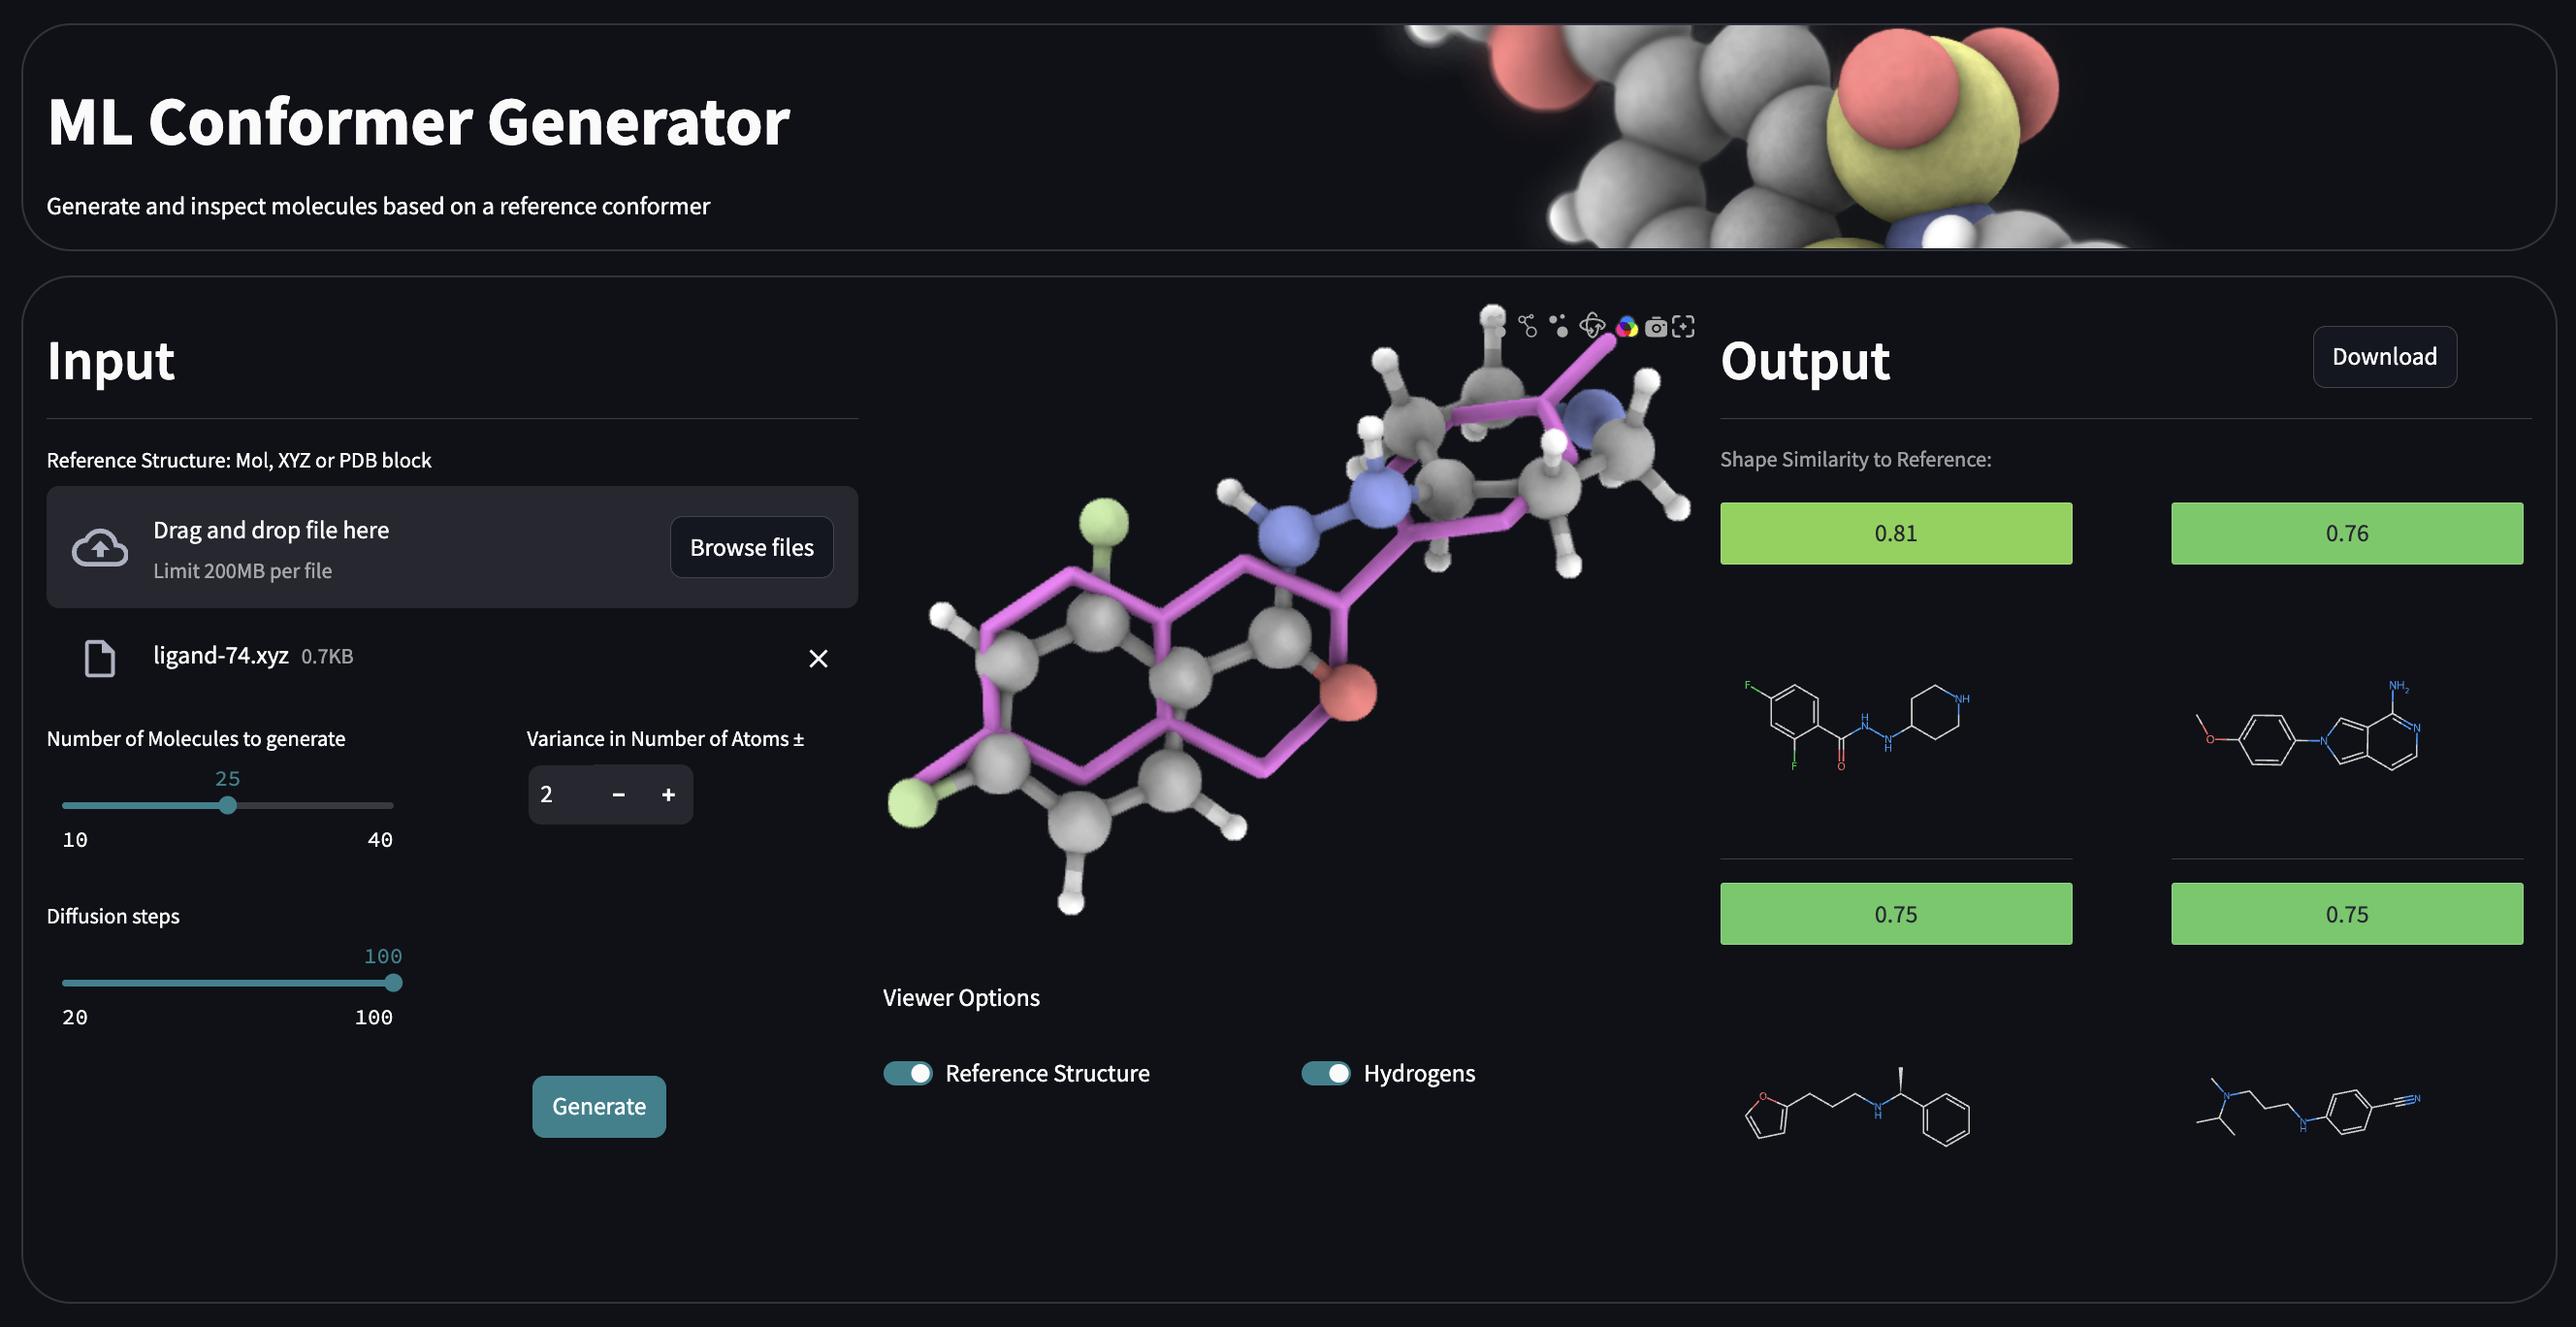 ML Conformer Generator
Generate and inspect molecules based on a reference conformer
Input
Reference Structure: Mol, XYZ or PDB block
Drag and drop file here
Limit 200MB per file
Browse files
ligand-74.xyz 0.7KB
Number of Molecules to generate
25
10 40
Variance in Number of Atoms ±
2 − +
Diffusion steps
100
20 100
Generate
Viewer Options
Reference Structure
Hydrogens
Output
Download
Shape Similarity to Reference:
0.81
0.76
F
F
O
H
N
N
H
NH
O
N
NH2
N
0.75
0.75
O
N
H
N
N
H
N